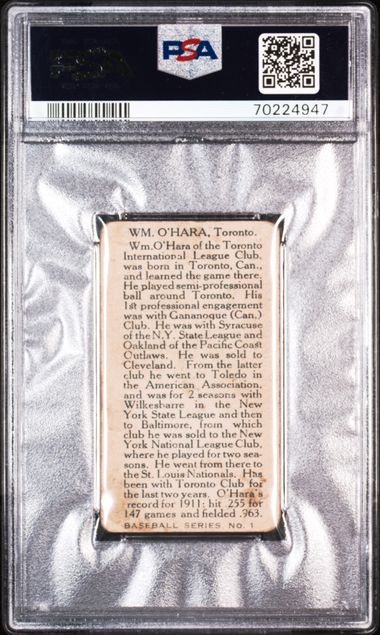 PSA
70224947
WM. O'HARA, Toronto.
Wm.O'Hara of the Toronto
International League Club,
was born in Toronto, Can.,
and learned the game there.
He played semi-professional
ball around Toronto. His
1st professional engagement
was with Gananoque (Can.)
Club. He was with Syracuse
of the N.Y. State League and
Oakland of the Pacific Coast
Outlaws. He was sold to
Cleveland. From the latter
club he went to Toledo in
the American Association,
and was for 2 seasons with
Wilkesbarre in the New
York State League and then
to Baltimore, from which
club he was sold to the New
York National League Club,
where he played for two sea-
sons. He went from there to
the St. Louis Nationals. Has
been with Toronto Club for
the last two years. O'Hara's
record for 1911: hit .255 for
147 games and fielded .963.
BASEBALL SERIES. NO. 1